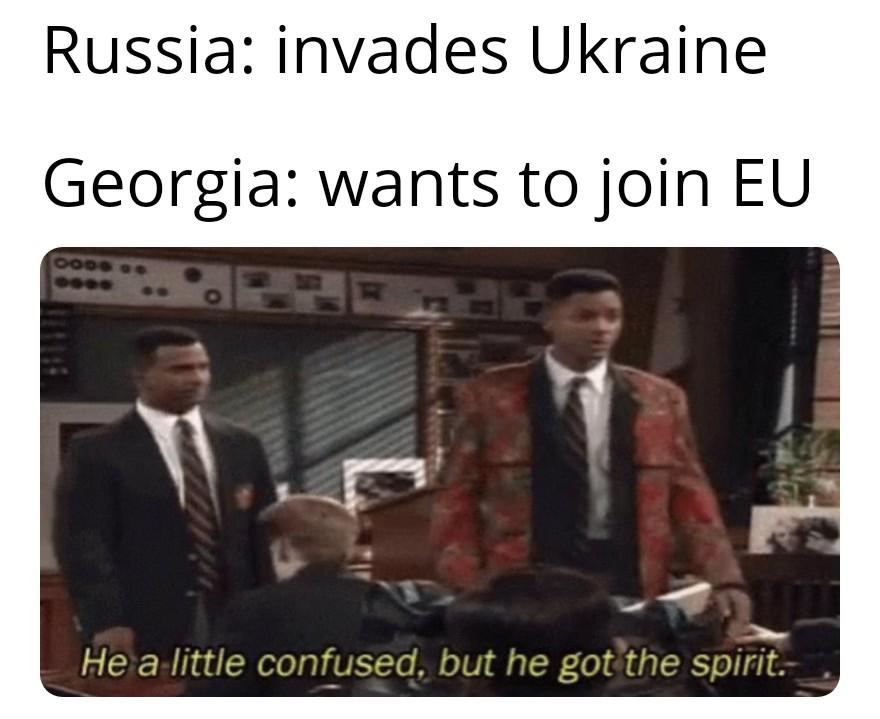 Russia: invades Ukraine
Georgia: wants to join EU
He a little confused, but he got the spirit.